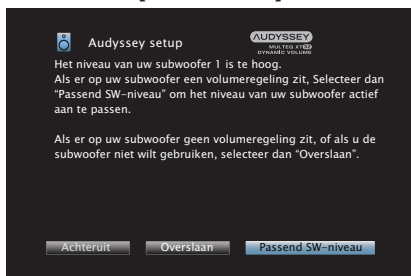 Audyssey setup
AUDYSSEY
MULTEQ XT32
DYNAMIC VOLUME
Het niveau van uw subwoofer 1 is te hoog.
Als er op uw subwoofer een volumeregeling zit, Selecteer dan
“Passend SW-niveau” om het niveau van uw subwoofer actief
aan te passen.
Als er op uw subwoofer geen volumeregeling zit, of als u de
subwoofer niet wilt gebruiken, selecteer dan “Overslaan”.
Achteruit
Overslaan
Passend SW-niveau